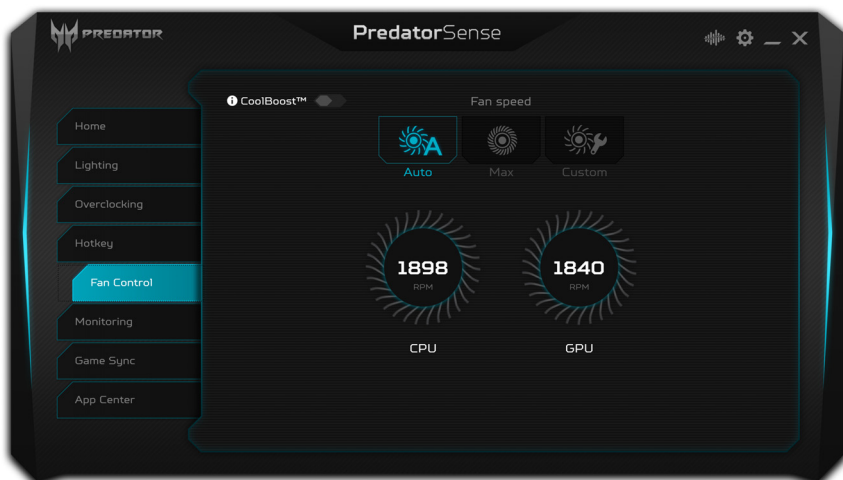 PREDATOR
PredatorSense
CoolBoost™
Fan speed
Home
Lighting
Overclocking
Hotkey
Fan Control
Monitoring
Game Sync
App Center
A
Auto
Max
Custom
1898
RPM
CPU
1840
RPM
GPU